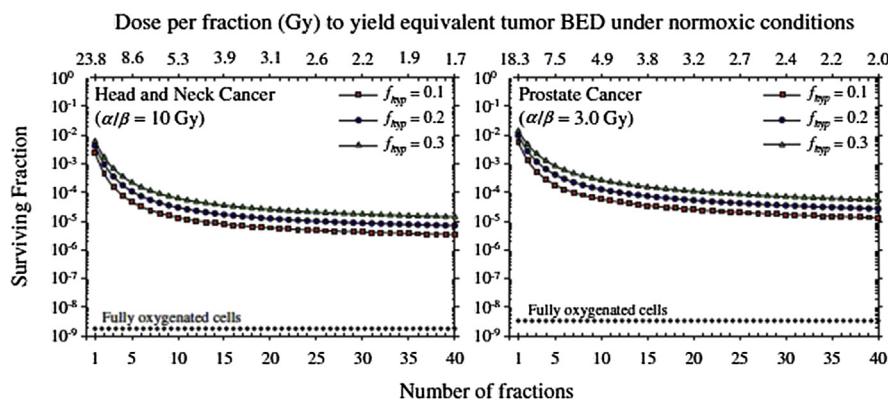 Dose per fraction (Gy) to yield equivalent tumor BED under normoxic conditions
23.8 8.6 5.3 3.9 3.1 2.6 2.2 1.9 1.7
18.3 7.5 4.9 3.8 3.2 2.7 2.4 2.2 2.0
Surviving Fraction
10⁰
10⁻¹
10⁻²
10⁻³
10⁻⁴
10⁻⁵
10⁻⁶
10⁻⁷
10⁻⁸
10⁻⁹
Head and Neck Cancer
(α/β = 10 Gy)
f_hyp = 0.1
f_hyp = 0.2
f_hyp = 0.3
Fully oxygenated cells
1 5 10 15 20 25 30 35 40
10⁰
10⁻¹
10⁻²
10⁻³
10⁻⁴
10⁻⁵
10⁻⁶
10⁻⁷
10⁻⁸
10⁻⁹
Prostate Cancer
(α/β = 3.0 Gy)
f_hyp = 0.1
f_hyp = 0.2
f_hyp = 0.3
Fully oxygenated cells
1 5 10 15 20 25 30 35 40
Number of fractions